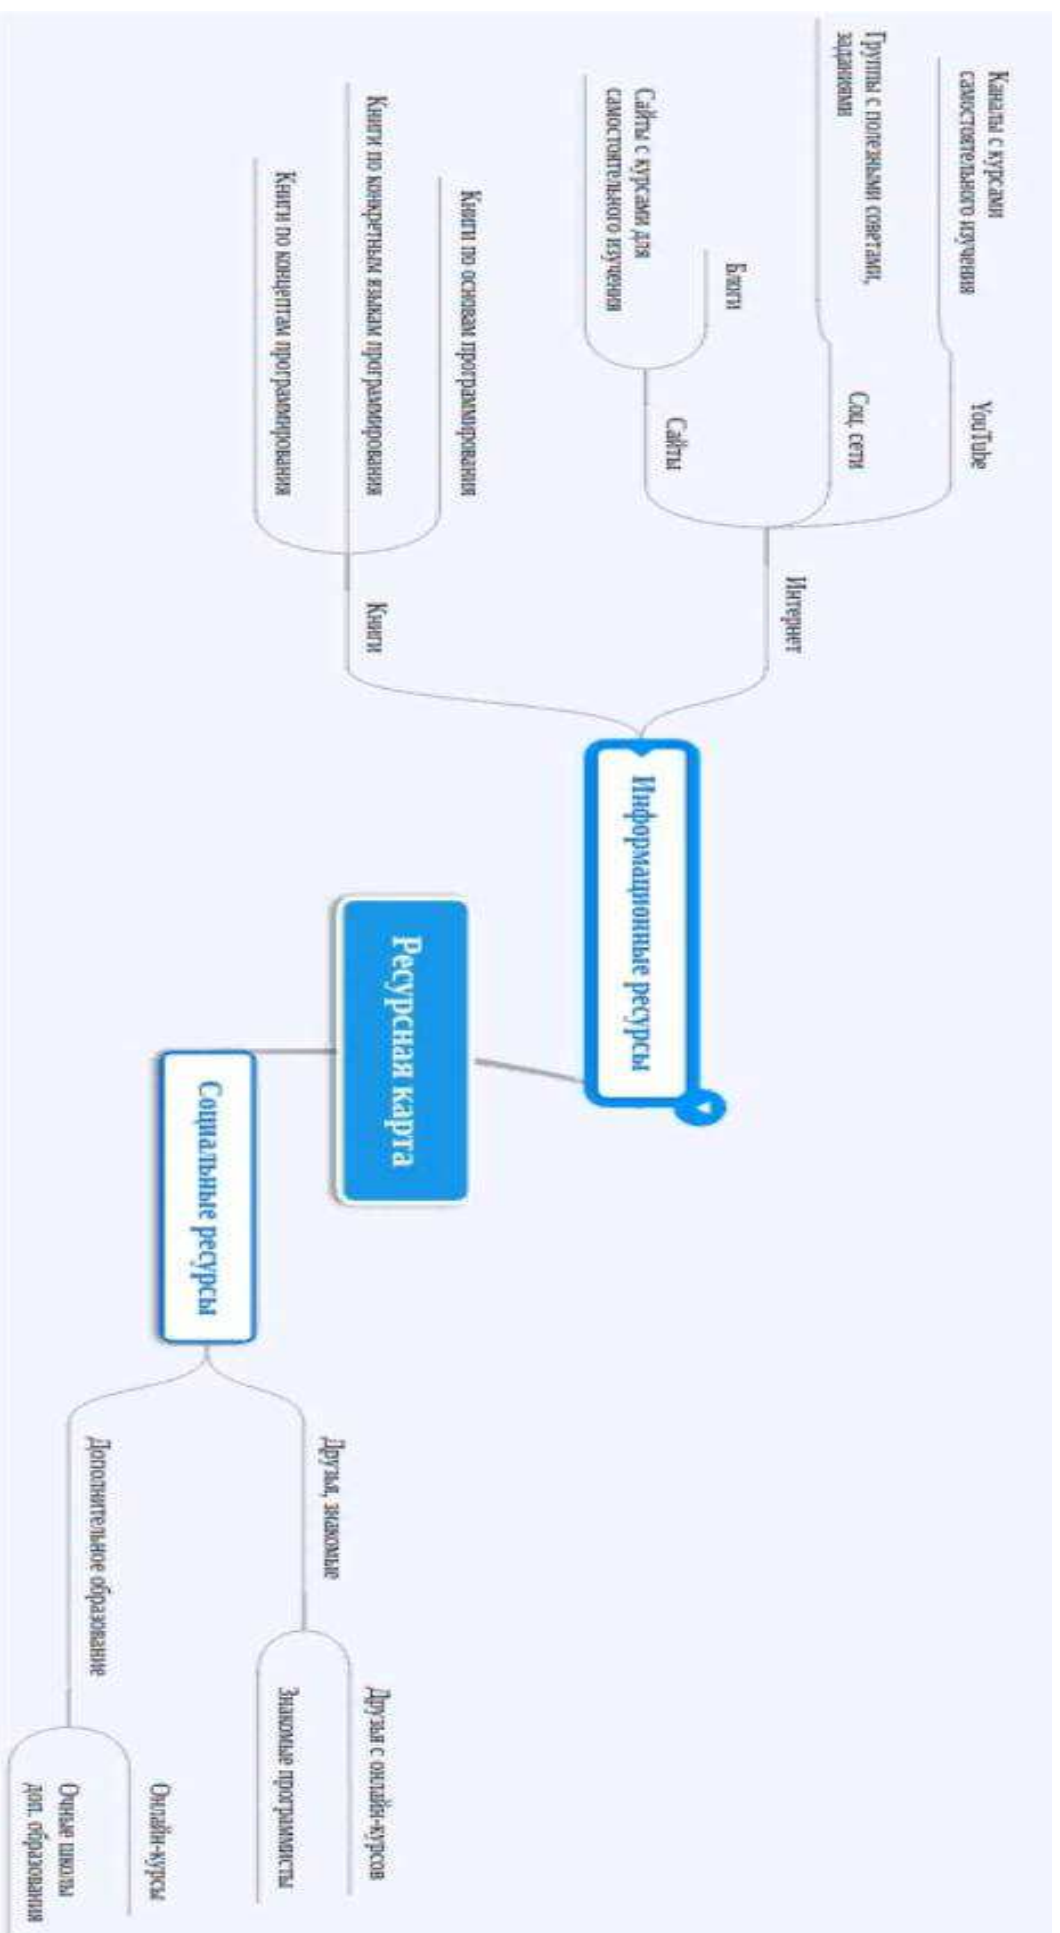 Каналы с курсами
самостоятельного изучения
YouTube
Группы с полезными советами,
заданиями
Соц. сети
Интернет
Блоги
Сайты
Сайты с курсами для
самостоятельного изучения
Информационные ресурсы
Книги по основам программирования
Книги по конкретным языкам программирования
Книги
Книги по концептам программирования
Ресурсная карта
Друзья с онлайн-курсов
Друзья, знакомые
Знакомые программисты
Социальные ресурсы
Онлайн-курсы
Дополнительное образование
Очные школы
доп. образования